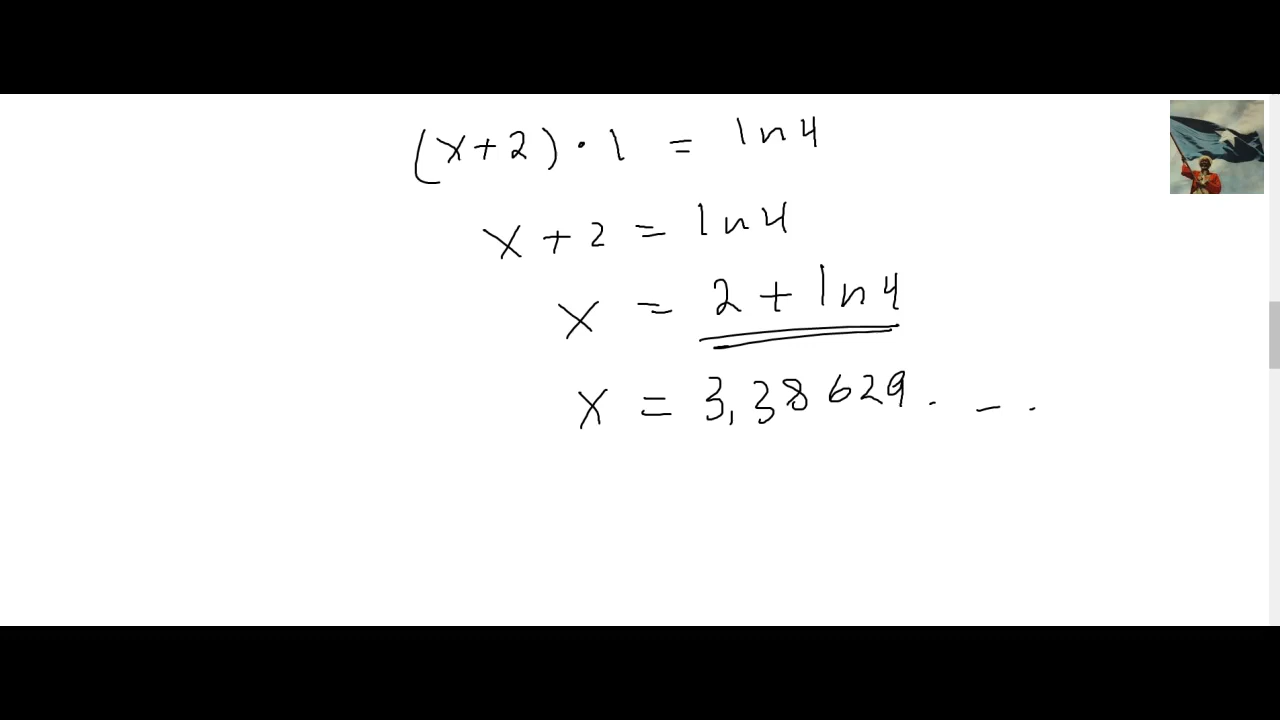 (x+2)·1 = ln4
x+2 = ln4
x = 2+ln4
x = 3,38629...